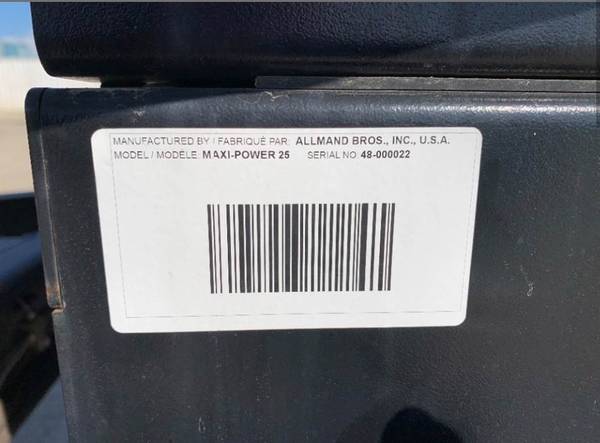 MANUFACTURED BY / FABRIQUÉ PAR: ALLMAND BROS., INC., U.S.A.
MODEL / MODÈLE: MAXI-POWER 25 SERIAL NO 48-000022